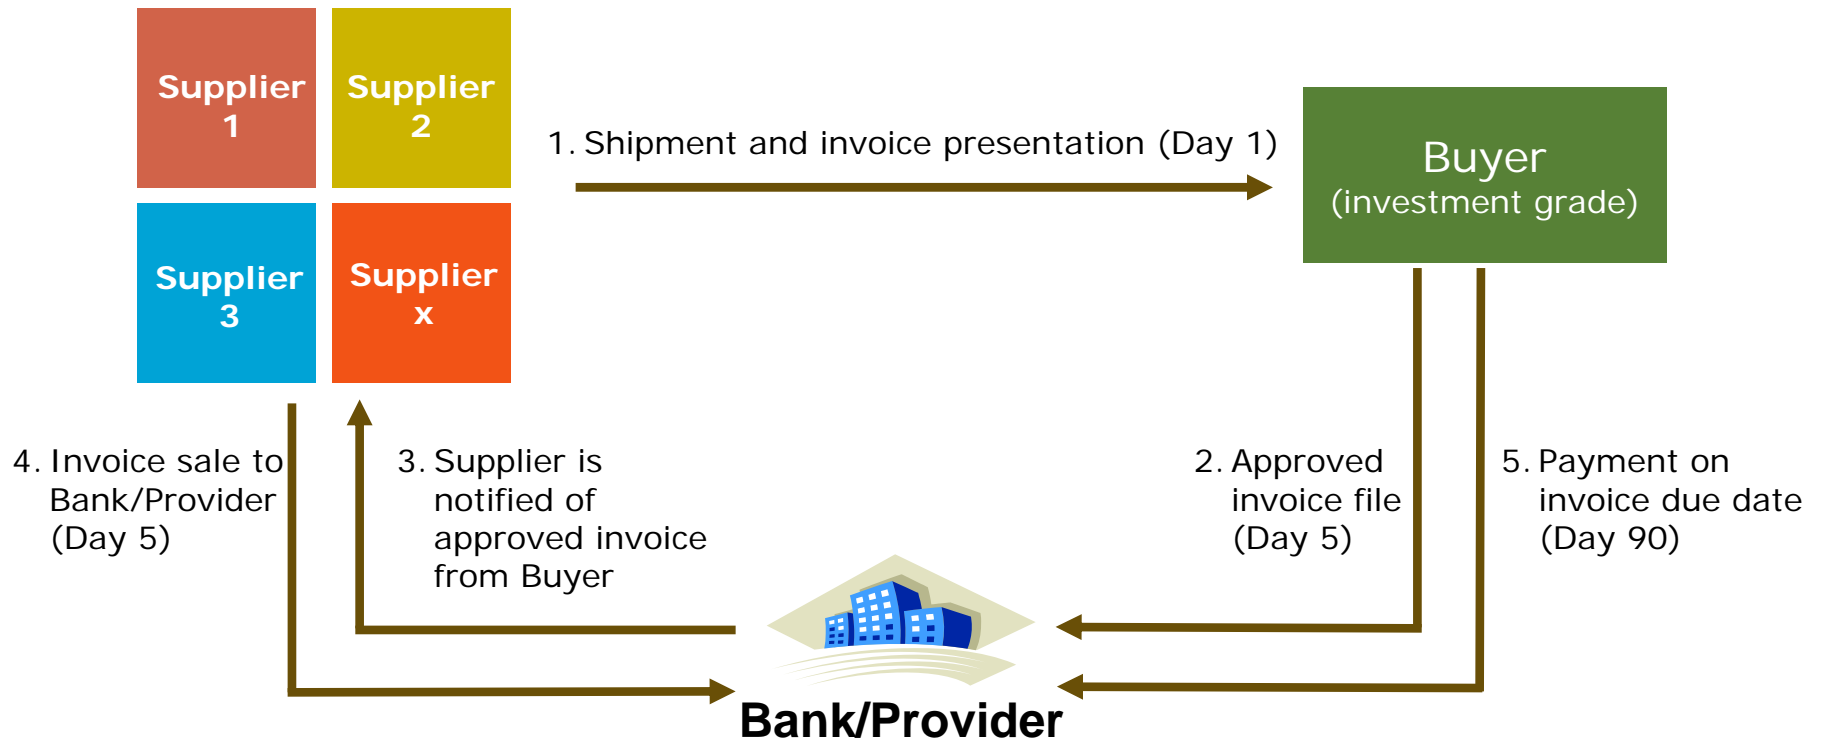 Supplier
1
Supplier
2
Supplier
3
Supplier
x
1. Shipment and invoice presentation (Day 1)
Buyer
(investment grade)
4. Invoice sale to
Bank/Provider
(Day 5)
3. Supplier is
notified of
approved invoice
from Buyer
2. Approved
invoice file
(Day 5)
5. Payment on
invoice due date
(Day 90)
Bank/Provider